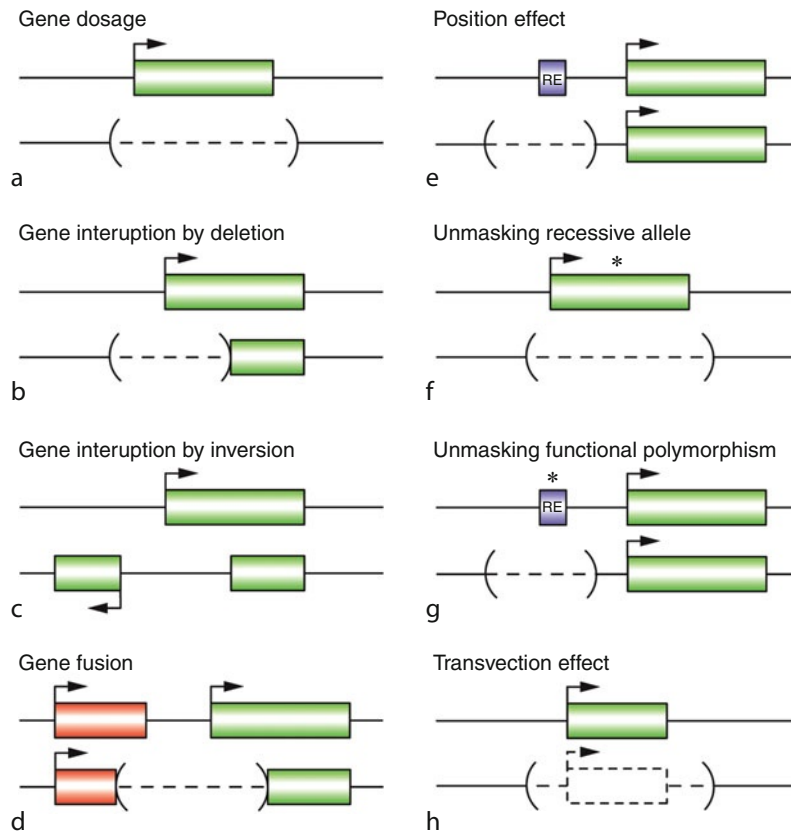 Gene dosage
a
Gene interuption by deletion
b
Gene interuption by inversion
c
Gene fusion
d
Position effect
RE
e
Unmasking recessive allele
*
f
Unmasking functional polymorphism
*
RE
g
Transvection effect
h